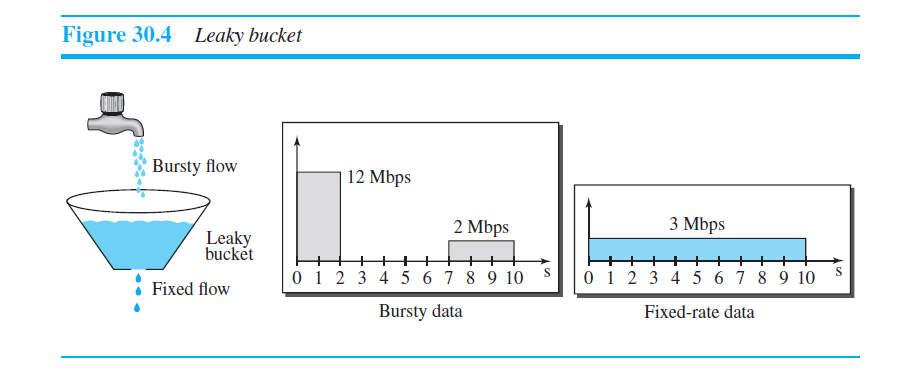 Figure 30.4 Leaky bucket
Bursty flow
Leaky
bucket
Fixed flow
12 Mbps
2 Mbps
0 1 2 3 4 5 6 7 8 9 10 s
Bursty data
3 Mbps
0 1 2 3 4 5 6 7 8 9 10 s
Fixed-rate data